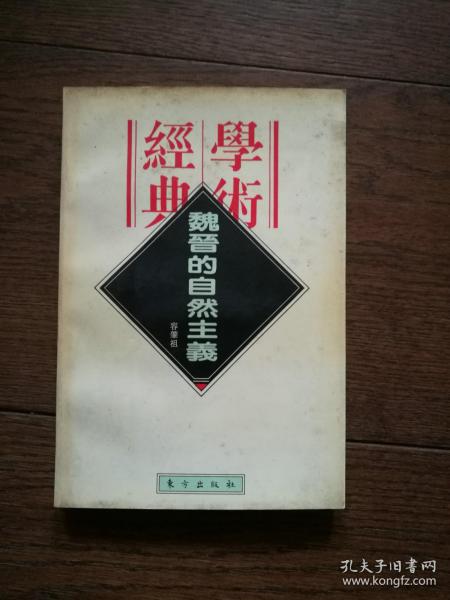 學術
經典
魏晉的自然主義
容肇祖
東方出版社
孔夫子旧书网
www.kongfz.com